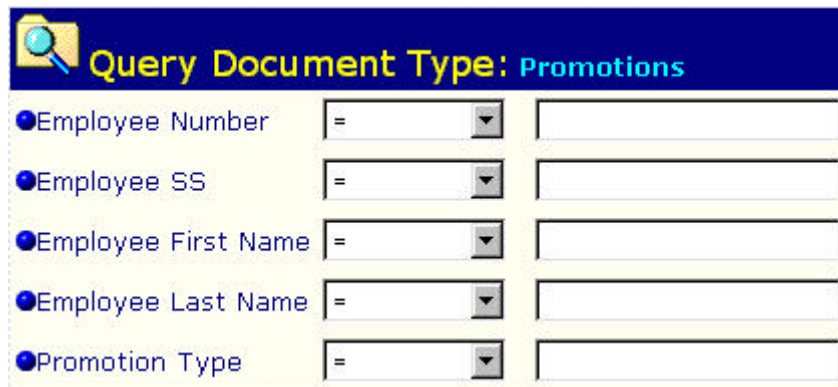 Query Document Type: Promotions
Employee Number =
Employee SS =
Employee First Name =
Employee Last Name =
Promotion Type =